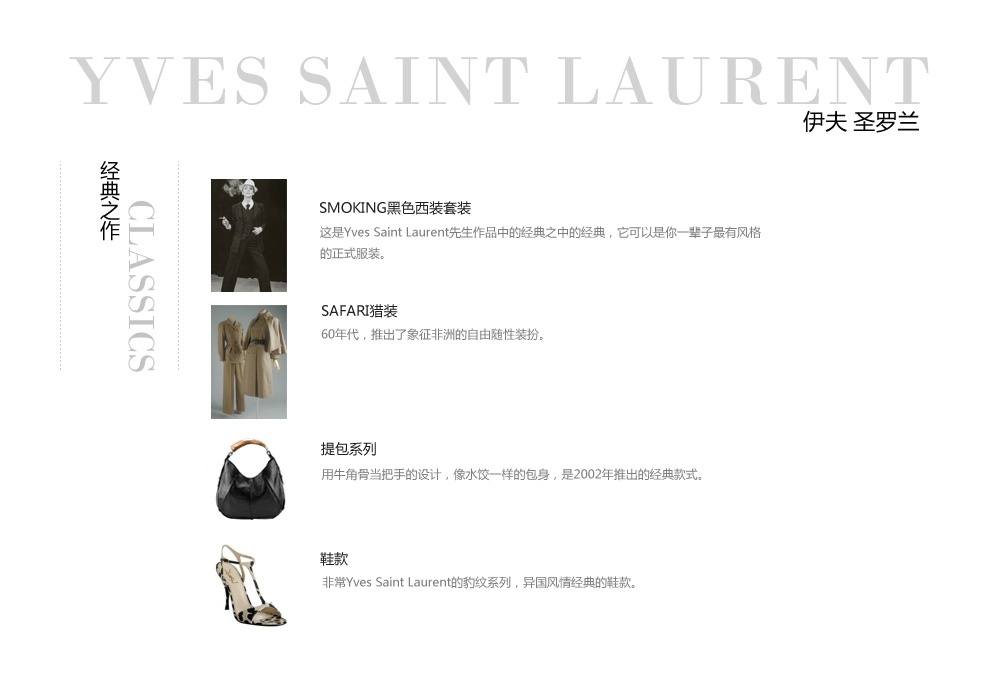 YVES SAINT LAURENT
伊夫 圣罗兰
经典之作
CLASSICS
SMOKING黑色西装套装
这是Yves Saint Laurent先生作品中的经典之中的经典，它可以是你一辈子最有风格
的正式服装。
SAFARI猎装
60年代，推出了象征非洲的自由随性装扮。
提包系列
用牛角骨当把手的设计，像水饺一样的包身，是2002年推出的经典款式。
鞋款
非常Yves Saint Laurent的豹纹系列，异国风情经典的鞋款。